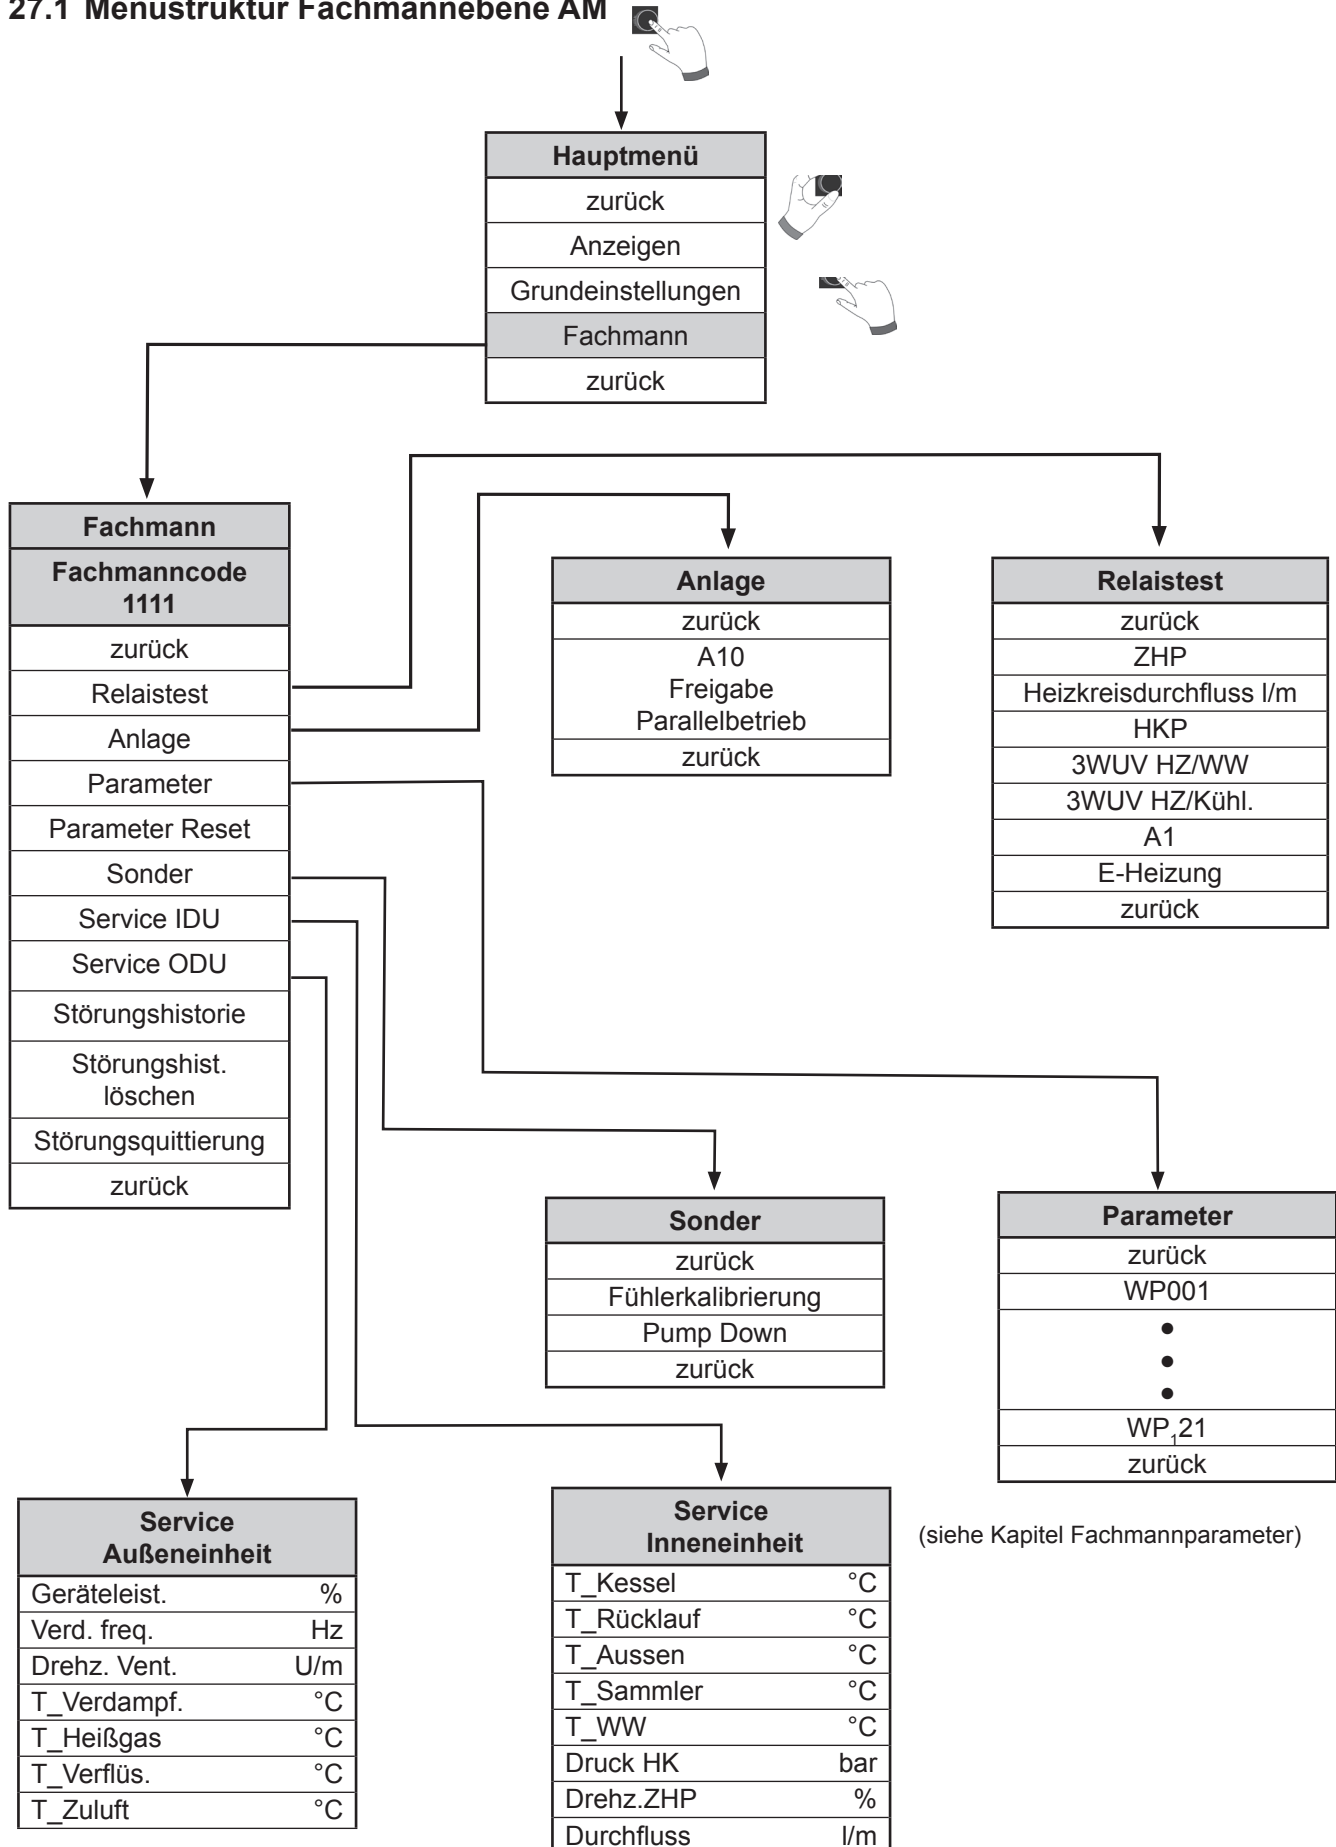 27.1 Menüstruktur Fachmannebene AM
Hauptmenü
zurück
Anzeigen
Grundeinstellungen
Fachmann
zurück
Fachmann
Fachmanncode
1111
zurück
Relaistest
Anlage
Parameter
Parameter Reset
Sonder
Service IDU
Service ODU
Störungshistorie
Störungshist.
löschen
Störungsquittierung
zurück
Anlage
zurück
A10
Freigabe
Parallelbetrieb
zurück
Relaistest
zurück
ZHP
Heizkreisdurchfluss l/m
HKP
3WUV HZ/WW
3WUV HZ/Kühl.
A1
E-Heizung
zurück
Sonder
zurück
Fühlerkalibrierung
Pump Down
zurück
Parameter
zurück
WP001
•
•
•
WP₁21
zurück
(siehe Kapitel Fachmannparameter)
Service
Außeneinheit
Geräteleist. %
Verd. freq. Hz
Drehz. Vent. U/m
T_Verdampf. °C
T_Heißgas °C
T_Verflüs. °C
T_Zuluft °C
Service
Inneneinheit
T_Kessel °C
T_Rücklauf °C
T_Aussen °C
T_Sammler °C
T_WW °C
Druck HK bar
Drehz.ZHP %
Durchfluss l/m